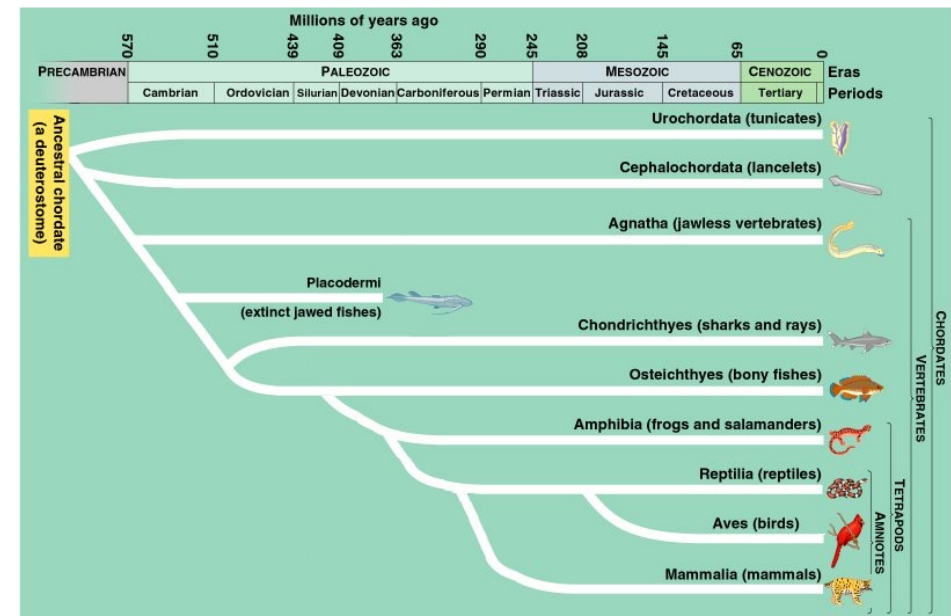 Millions of years ago
570 510 439 409 363 290 245 208 145 65 0
PRECAMBRIAN PALEOZOIC MESOZOIC CENOZOIC Eras
Cambrian Ordovician Silurian Devonian Carboniferous Permian Triassic Jurassic Cretaceous Tertiary Periods
Ancestral chordate
(a deuterostome)
Urochordata (tunicates)
Cephalochordata (lancelets)
Agnatha (jawless vertebrates)
Placodermi
(extinct jawed fishes)
Chondrichthyes (sharks and rays)
Osteichthyes (bony fishes)
Amphibia (frogs and salamanders)
Reptilia (reptiles)
Aves (birds)
Mammalia (mammals)
AMNIOTES
TETRAPODS
VERTEBRATES
CHORDATES